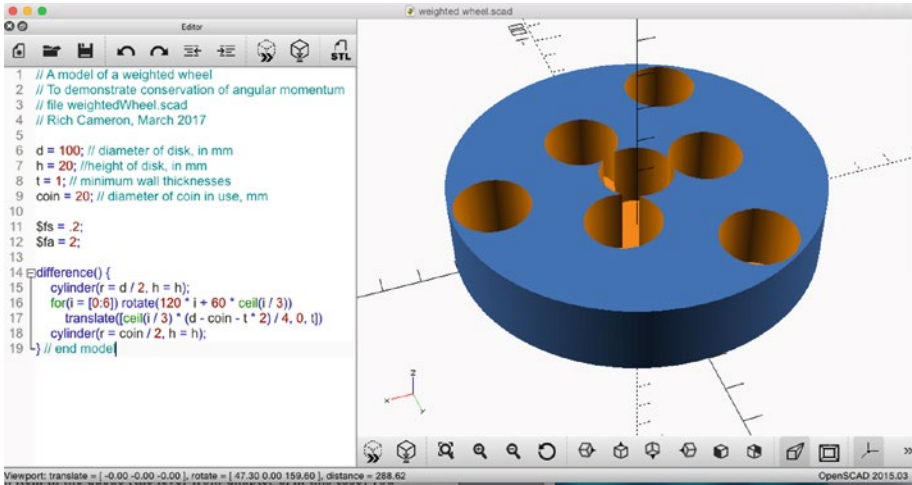 weighted wheel.scad
Editor
STL
1 // A model of a weighted wheel
2 // To demonstrate conservation of angular momentum
3 // file weightedWheel.scad
4 // Rich Cameron, March 2017
5
6 d = 100; // diameter of disk, in mm
7 h = 20; //height of disk, in mm
8 t = 1; // minimum wall thicknesses
9 coin = 20; // diameter of coin in use, mm
10
11 $fs = .2;
12 $fa = 2;
13
14 difference() {
15 cylinder(r = d / 2, h = h);
16 for(i = [0:6]) rotate(120 * i + 60 * ceil(i / 3))
17 translate([ceil(i / 3) * (d - coin - t * 2) / 4, 0, t])
18 cylinder(r = coin / 2, h = h);
19 } // end model
z
x
y
Viewport: translate = [ -0.00 -0.00 -0.00 ], rotate = [ 47.30 0.00 159.60 ], distance = 288.62
OpenSCAD 2015.03